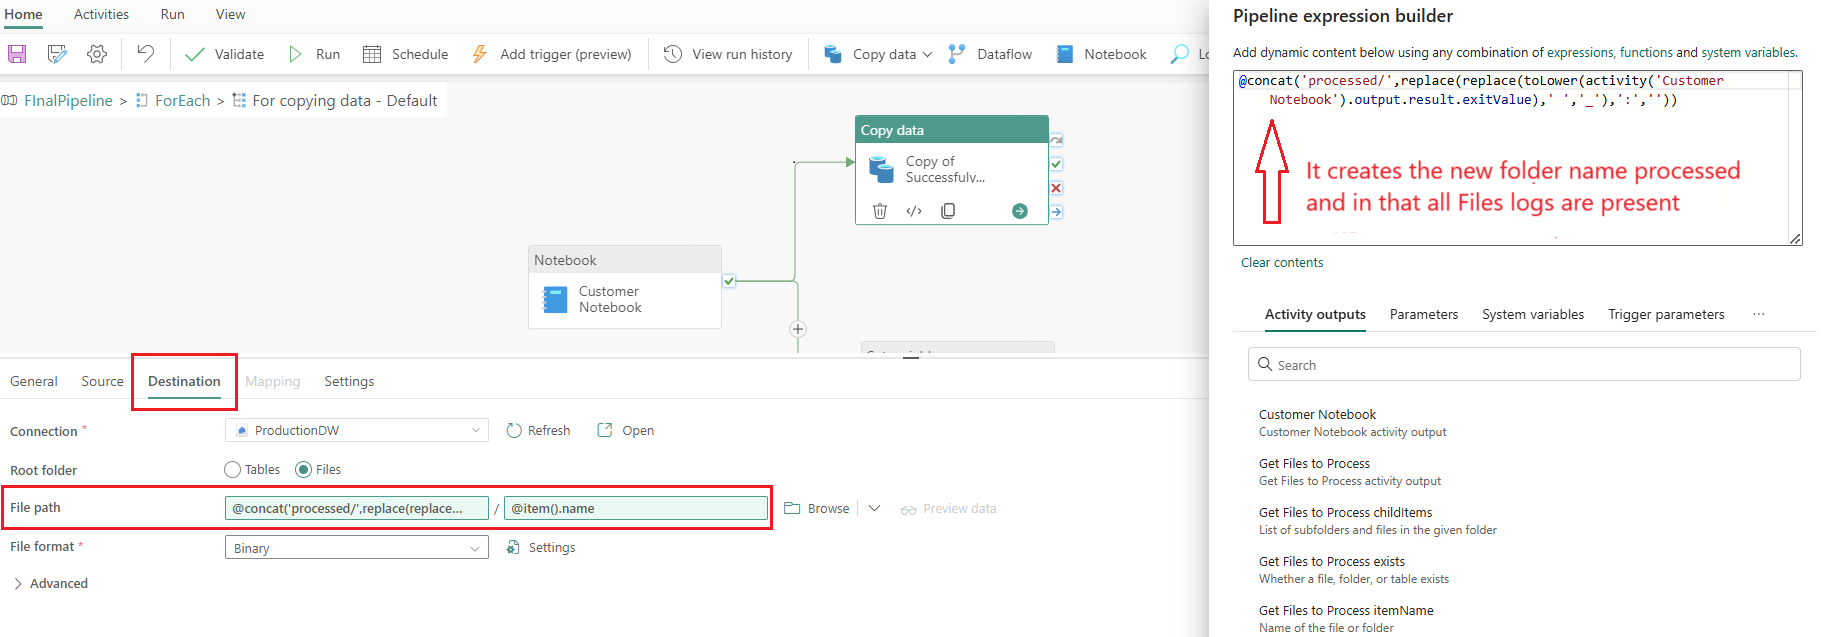 Home Activities Run View
Validate Run Schedule Add trigger (preview) View run history Copy data Dataflow Notebook
FInalPipeline > ForEach > For copying data - Default
Copy data
Copy of
Successfuly...
Notebook
Customer
Notebook
General Source Destination Mapping Settings
Connection * ProductionDW Refresh Open
Root folder Tables Files
File path @concat('processed/',replace(replace... / @item().name Browse Preview data
File format * Binary Settings
Advanced
Pipeline expression builder
Add dynamic content below using any combination of expressions, functions and system variables.
@concat('processed/',replace(replace(toLower(activity('Customer
Notebook').output.result.exitValue),' ','_'),':',''))
It creates the new folder name processed
and in that all Files logs are present
Clear contents
Activity outputs Parameters System variables Trigger parameters ...
Search
Customer Notebook
Customer Notebook activity output
Get Files to Process
Get Files to Process activity output
Get Files to Process childItems
List of subfolders and files in the given folder
Get Files to Process exists
Whether a file, folder, or table exists
Get Files to Process itemName
Name of the file or folder